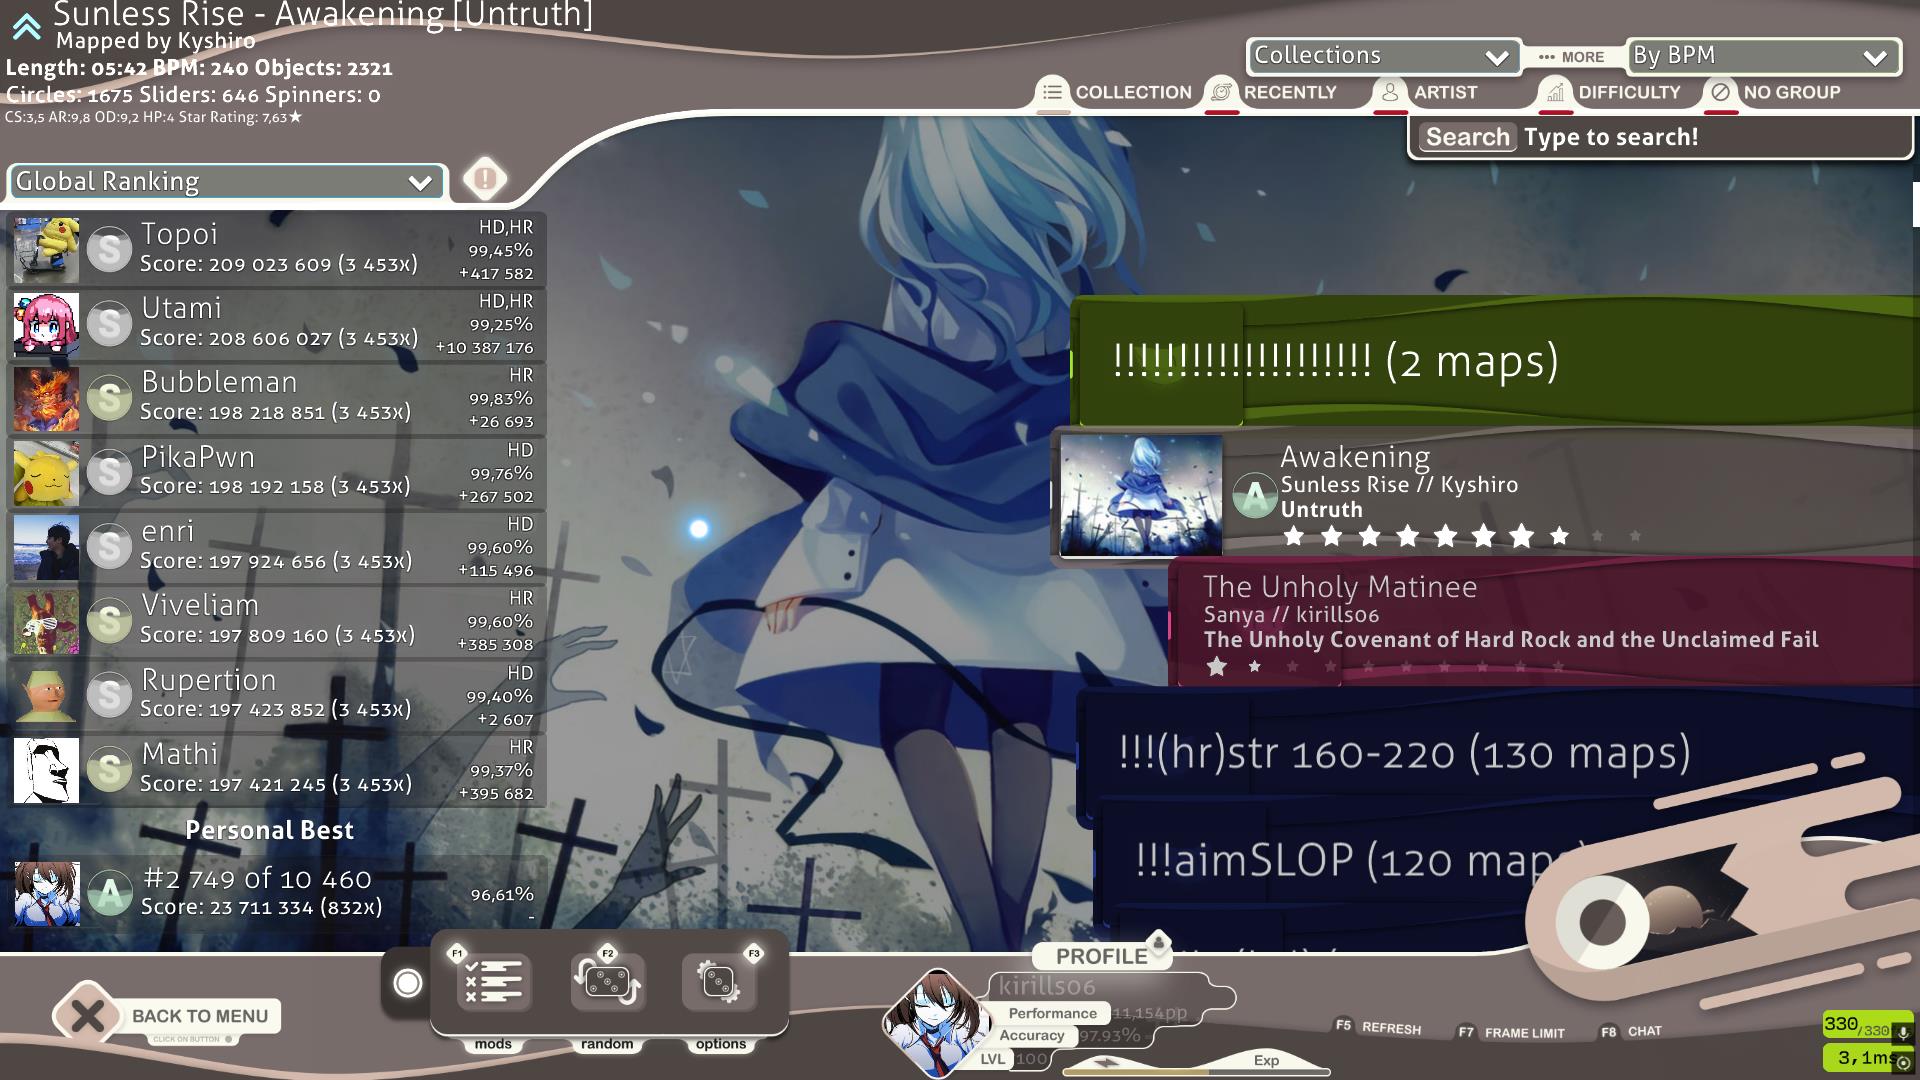 Sunless Rise - Awakening [Untruth]
Mapped by Kyshiro
Length: 05:42 BPM: 240 Objects: 2321
Circles: 1675 Sliders: 646 Spinners: 0
CS:3,5 AR:9,8 OD:9,2 HP:4 Star Rating: 7,63★
Collections
MORE
By BPM
COLLECTION
RECENTLY
ARTIST
DIFFICULTY
NO GROUP
Search Type to search!
Global Ranking
Topoi
HD,HR
Score: 209 023 609 (3 453x)
99,45%
+417 582
Utami
HD,HR
Score: 208 606 027 (3 453x)
99,25%
+10 387 176
Bubbleman
HR
Score: 198 218 851 (3 453x)
99,83%
+26 693
PikaPwn
HD
Score: 198 192 158 (3 453x)
99,76%
+267 502
enri
HD
Score: 197 924 656 (3 453x)
99,60%
+115 496
Viveliam
HR
Score: 197 809 160 (3 453x)
99,60%
+385 308
Rupertion
HD
Score: 197 423 852 (3 453x)
99,40%
+2 607
Mathi
HR
Score: 197 421 245 (3 453x)
99,37%
+395 682
Personal Best
#2 749 of 10 460
Score: 23 711 334 (832x)
96,61%
-
!!!!!!!!!!!!!!!!!!!! (2 maps)
Awakening
Sunless Rise // Kyshiro
Untruth
The Unholy Matinee
Sanya // kirills06
The Unholy Covenant of Hard Rock and the Unclaimed Fail
!!!(hr)str 160-220 (130 maps)
!!!aimSLOP (120 maps)
BACK TO MENU
CLICK ON BUTTON
F1
mods
F2
random
F3
options
PROFILE
kirills06
Performance 11,154pp
Accuracy 97.93%
LVL 100
Exp
F5 REFRESH
F7 FRAME LIMIT
F8 CHAT
330/330
3,1ms